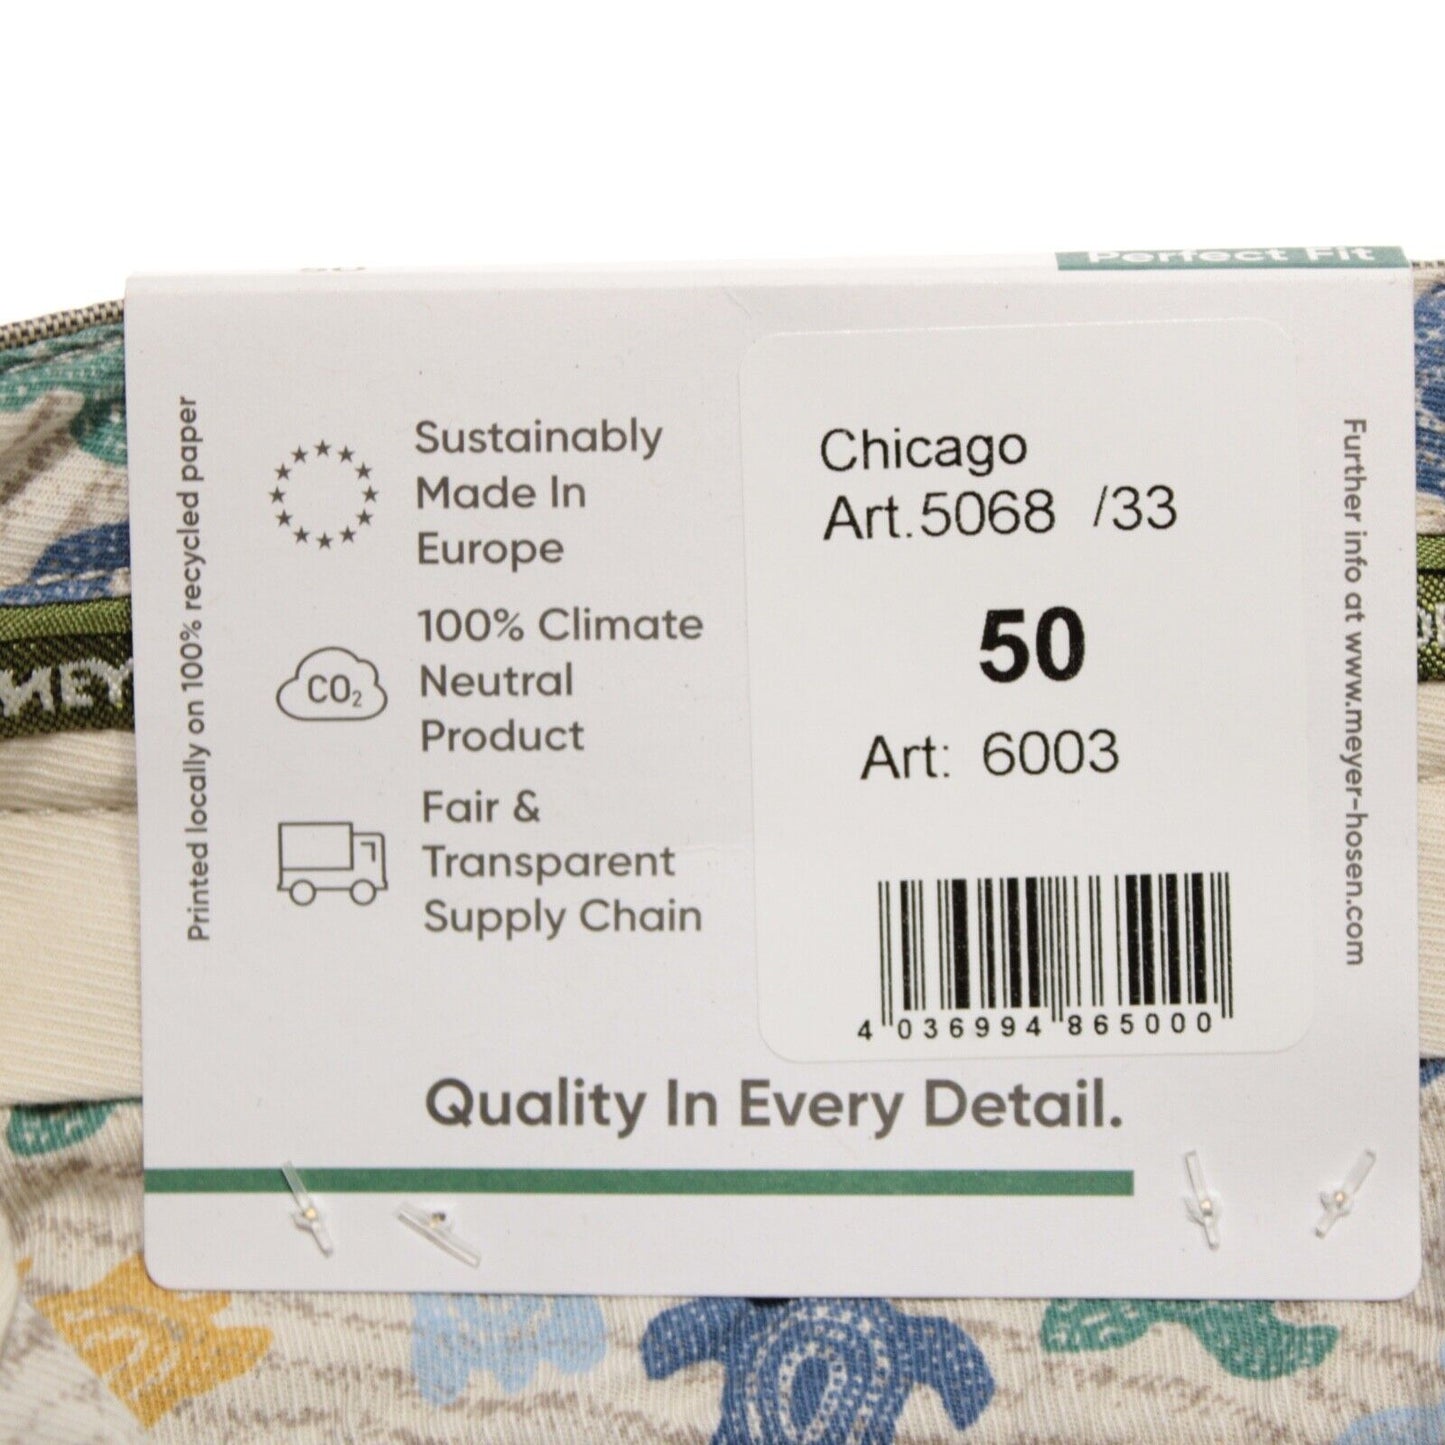 Perfect Fit
Printed locally on 100% recycled paper
Sustainably
Made In
Europe
100% Climate
Neutral
Product
CO₂
Fair &
Transparent
Supply Chain
Chicago
Art.5068 /33
50
Art: 6003
4 036994 865000
Further info at www.meyer-hosen.com
Quality In Every Detail.
MEY